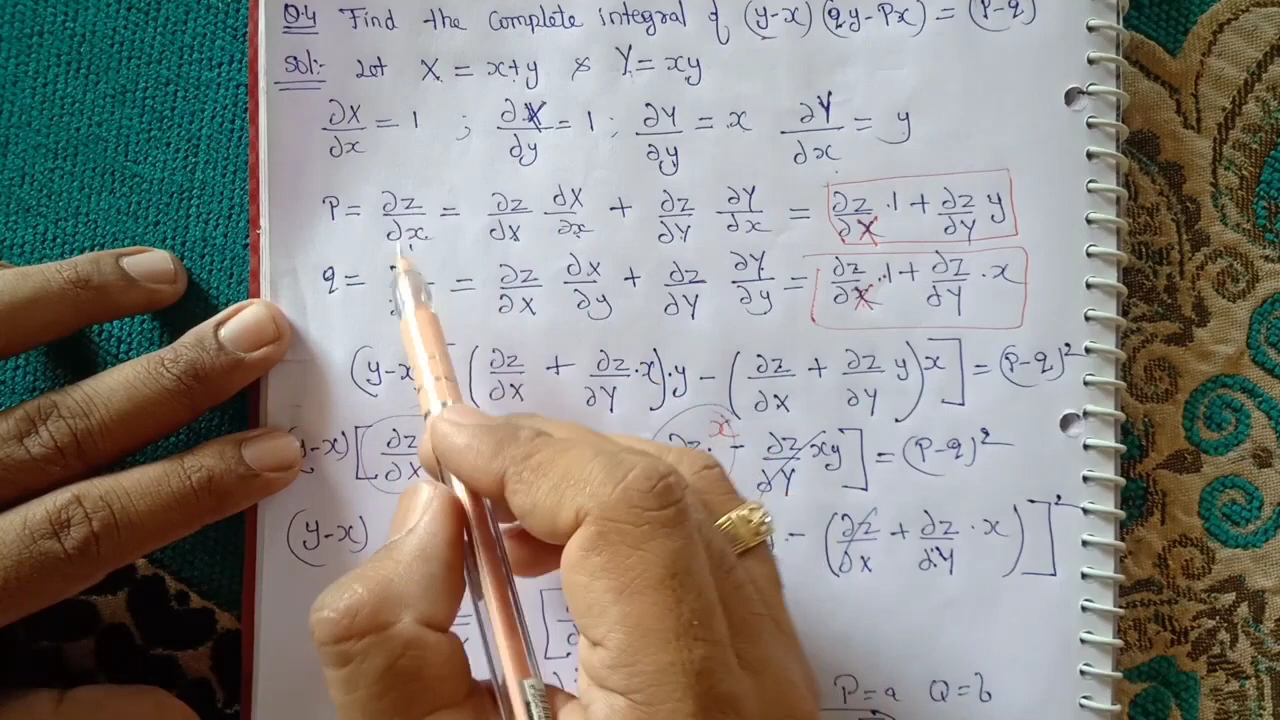 Q.4 Find the complete integral of (y-x)(qy-Px) = (P-q)
Sol:- Let X = x+y & Y = xy
∂X/∂x = 1 ; ∂X/∂y = 1 ; ∂Y/∂y = x ∂Y/∂x = y
P = ∂z/∂x = ∂z/∂X ∂X/∂x + ∂z/∂Y ∂Y/∂x = ∂z/∂X .1 + ∂z/∂Y y
q = = ∂z/∂X ∂X/∂y + ∂z/∂Y ∂Y/∂y = ∂z/∂X .1 + ∂z/∂Y . x
(y-x [(∂z/∂X + ∂z/∂Y . x).y - (∂z/∂X + ∂z/∂Y y) x] = (P-q)²
(y-x) [∂z/∂X x - ∂z/∂Y xy] = (P-q)²
(y-x) - (∂z/∂X + ∂z/∂Y . x)]²
= [
P = a Q = b